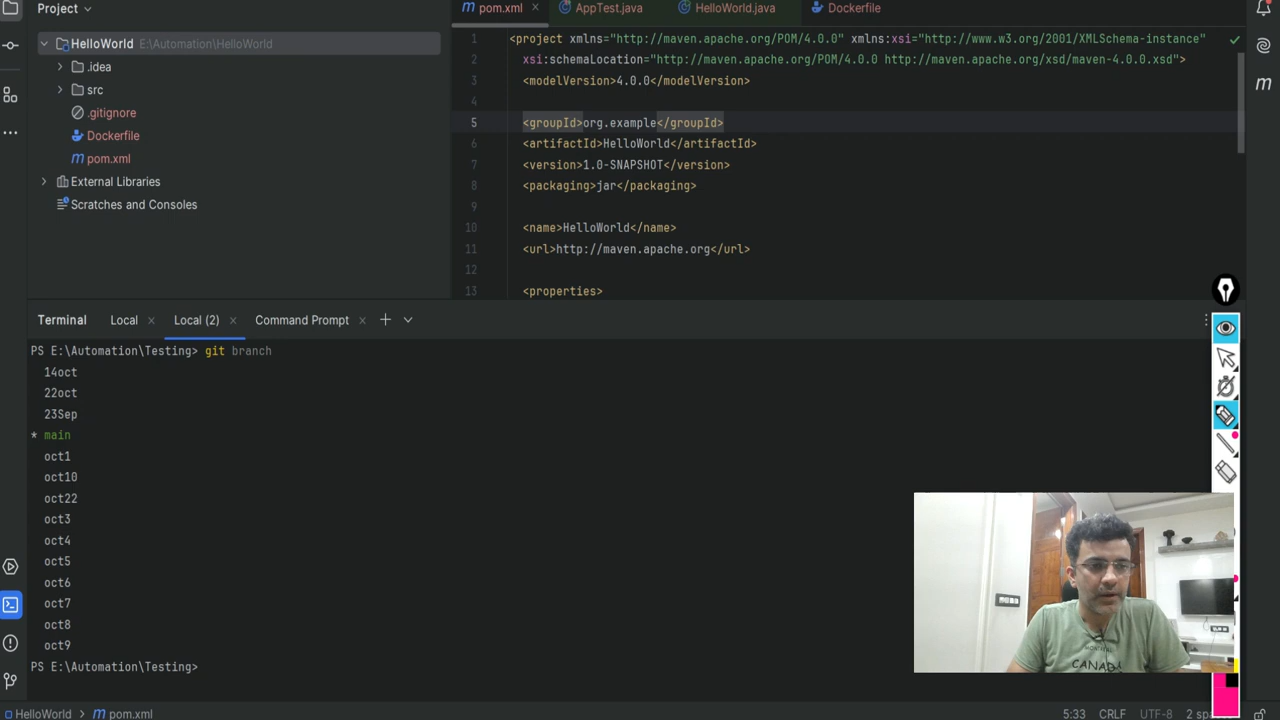 Project
pom.xml
AppTest.java
HelloWorld.java
Dockerfile
HelloWorld E:\Automation\HelloWorld
.idea
src
.gitignore
Dockerfile
pom.xml
External Libraries
Scratches and Consoles
1 <project xmlns="http://maven.apache.org/POM/4.0.0" xmlns:xsi="http://www.w3.org/2001/XMLSchema-instance"
2 xsi:schemaLocation="http://maven.apache.org/POM/4.0.0 http://maven.apache.org/xsd/maven-4.0.0.xsd">
3 <modelVersion>4.0.0</modelVersion>
4
5 <groupId>org.example</groupId>
6 <artifactId>HelloWorld</artifactId>
7 <version>1.0-SNAPSHOT</version>
8 <packaging>jar</packaging>
9
10 <name>HelloWorld</name>
11 <url>http://maven.apache.org</url>
12
13 <properties>
Terminal Local Local (2) Command Prompt
PS E:\Automation\Testing> git branch
14oct
22oct
23Sep
* main
oct1
oct10
oct22
oct3
oct4
oct5
oct6
oct7
oct8
oct9
PS E:\Automation\Testing>
CANADA
HelloWorld > pom.xml
5:33 CRLF UTF-8 2 sp